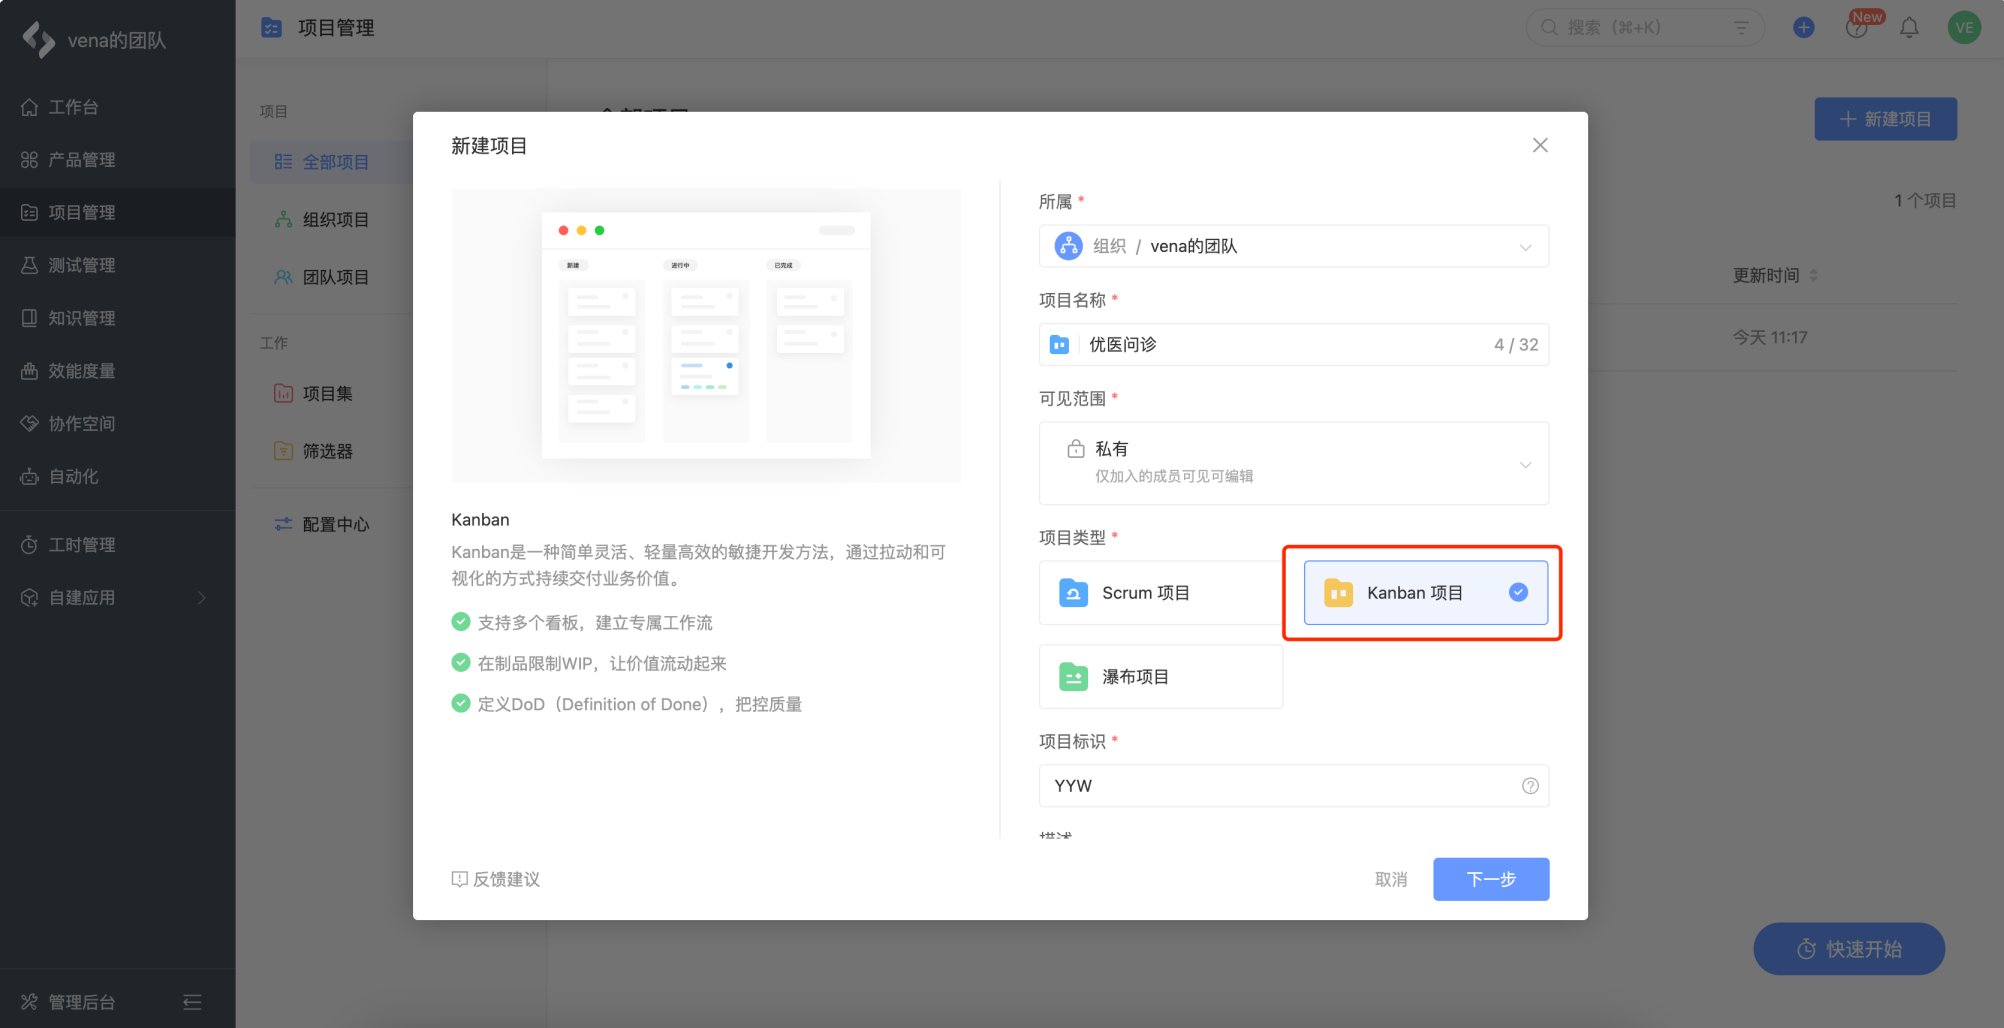 vena的团队
工作台
产品管理
项目管理
测试管理
知识管理
效能度量
协作空间
自动化
工时管理
自建应用
管理后台
项目管理
搜索（⌘+K）
New
VE
项目
全部项目
组织项目
团队项目
工作
项目集
筛选器
配置中心
全部项目
新建项目
1 个项目
更新时间
今天 11:17
快速开始
新建项目
新建
进行中
已完成
Kanban
Kanban是一种简单灵活、轻量高效的敏捷开发方法，通过拉动和可
视化的方式持续交付业务价值。
支持多个看板，建立专属工作流
在制品限制WIP，让价值流动起来
定义DoD（Definition of Done），把控质量
反馈建议
所属 *
组织 / vena的团队
项目名称 *
优医问诊
4 / 32
可见范围 *
私有
仅加入的成员可见可编辑
项目类型 *
Scrum 项目
Kanban 项目
瀑布项目
项目标识 *
YYW
描述
取消
下一步